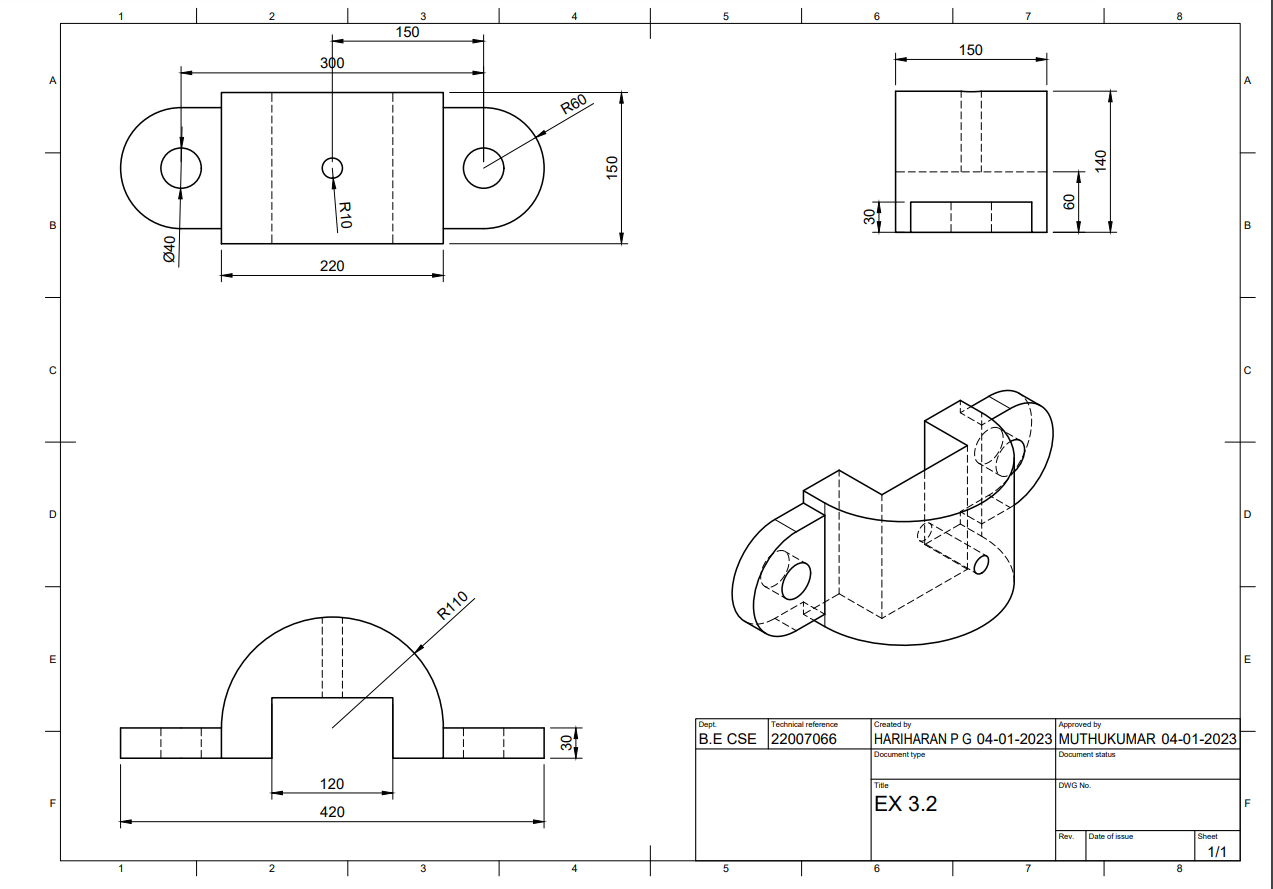 1 2 3 4 5 6 7 8
A A
B B
C C
D D
E E
F F
150
300
R60
150
R10
Ø40
220
150
140
60
30
R110
30
120
420
Dept.
B.E CSE
Technical reference
22007066
Created by
HARIHARAN P G 04-01-2023
Approved by
MUTHUKUMAR 04-01-2023
Document type
Document status
Title
EX 3.2
DWG No.
Rev.
Date of issue
Sheet
1/1
1 2 3 4 5 6 7 8